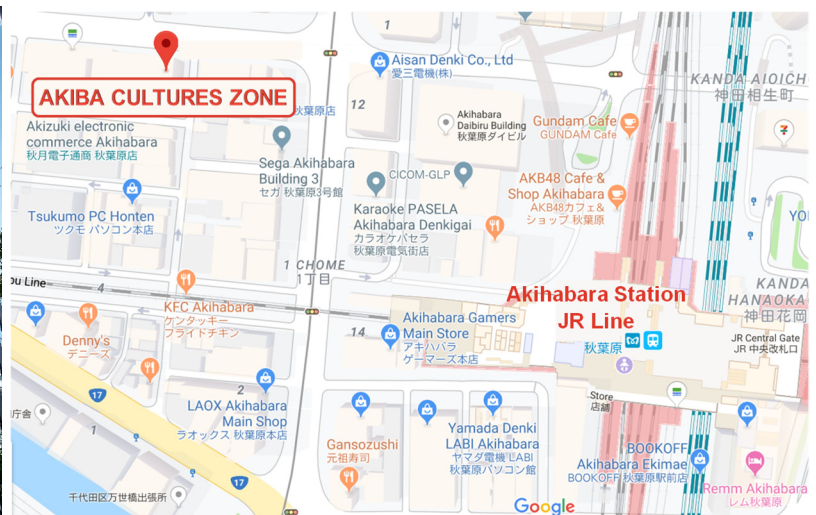 1
Aisan Denki Co., Ltd
愛三電機(株)
KANDA AIOICH
神田相生町
AKIBA CULTURES ZONE
秋葉原店
12
Akihabara
Daibiru Building
秋葉原ダイビル
Gundam Cafe
GUNDAM Cafe
Akizuki electronic
commerce Akihabara
秋月電子通商 秋葉原店
Sega Akihabara
Building 3
セガ 秋葉原3号館
CICOM-GLP
AKB48 Cafe &
Shop Akihabara
AKB48カフェ&
ショップ 秋葉原
Tsukumo PC Honten
ツクモ パソコン本店
Karaoke PASELA
Akihabara Denkigai
カラオケパセラ
秋葉原電気街店
YO
1 CHOME
1丁目
ou Line
4
KFC Akihabara
ケンタッキー
フライドチキン
Akihabara Station
JR Line
KANDA
HANAOKA
神田花岡
Akihabara Gamers
Main Store
アキハバラ
ゲーマーズ本店
14
秋葉原
JR Central Gate
JR 中央改札口
Denny's
デニーズ
17
2
LAOX Akihabara
Main Shop
ラオックス 秋葉原本店
Store
店舗
庁舎
1
Gansozushi
元祖寿司
Yamada Denki
LABI Akihabara
ヤマダ電機 LABI
秋葉原パソコン館
BOOKOFF
Akihabara Ekimae
BOOKOFF 秋葉原駅前店
17
Remm Akihabara
レム秋葉原
千代田区万世橋出張所
Google